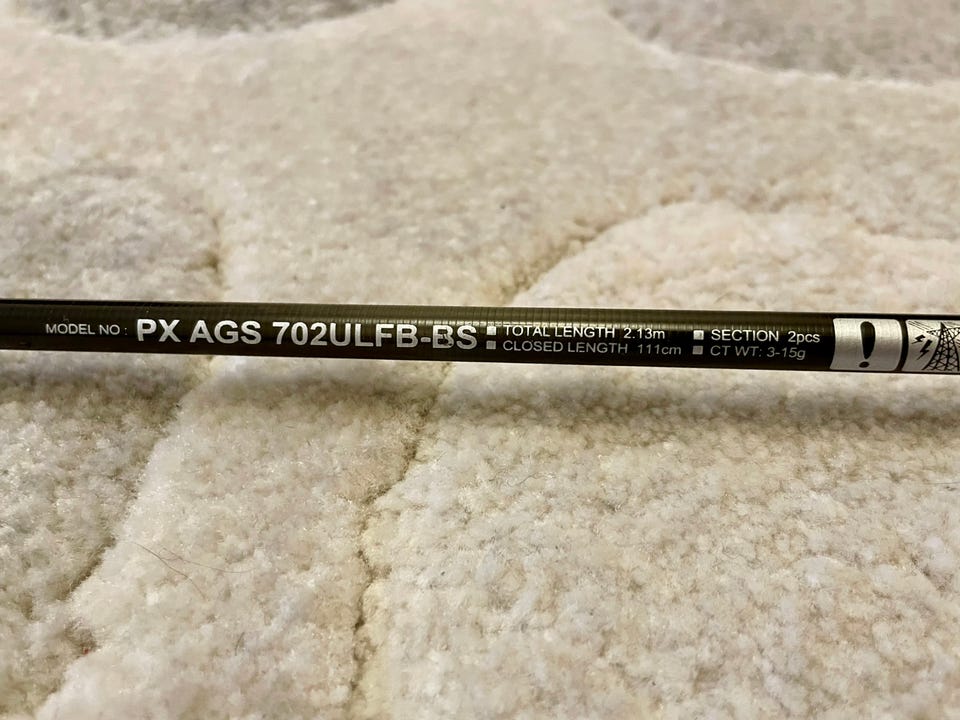 MODEL NO : PX AGS 702ULFB-BS
■ TOTAL LENGTH 2.13m ■ SECTION 2pcs
■ CLOSED LENGTH 111cm ■ CT WT: 3-15g
!